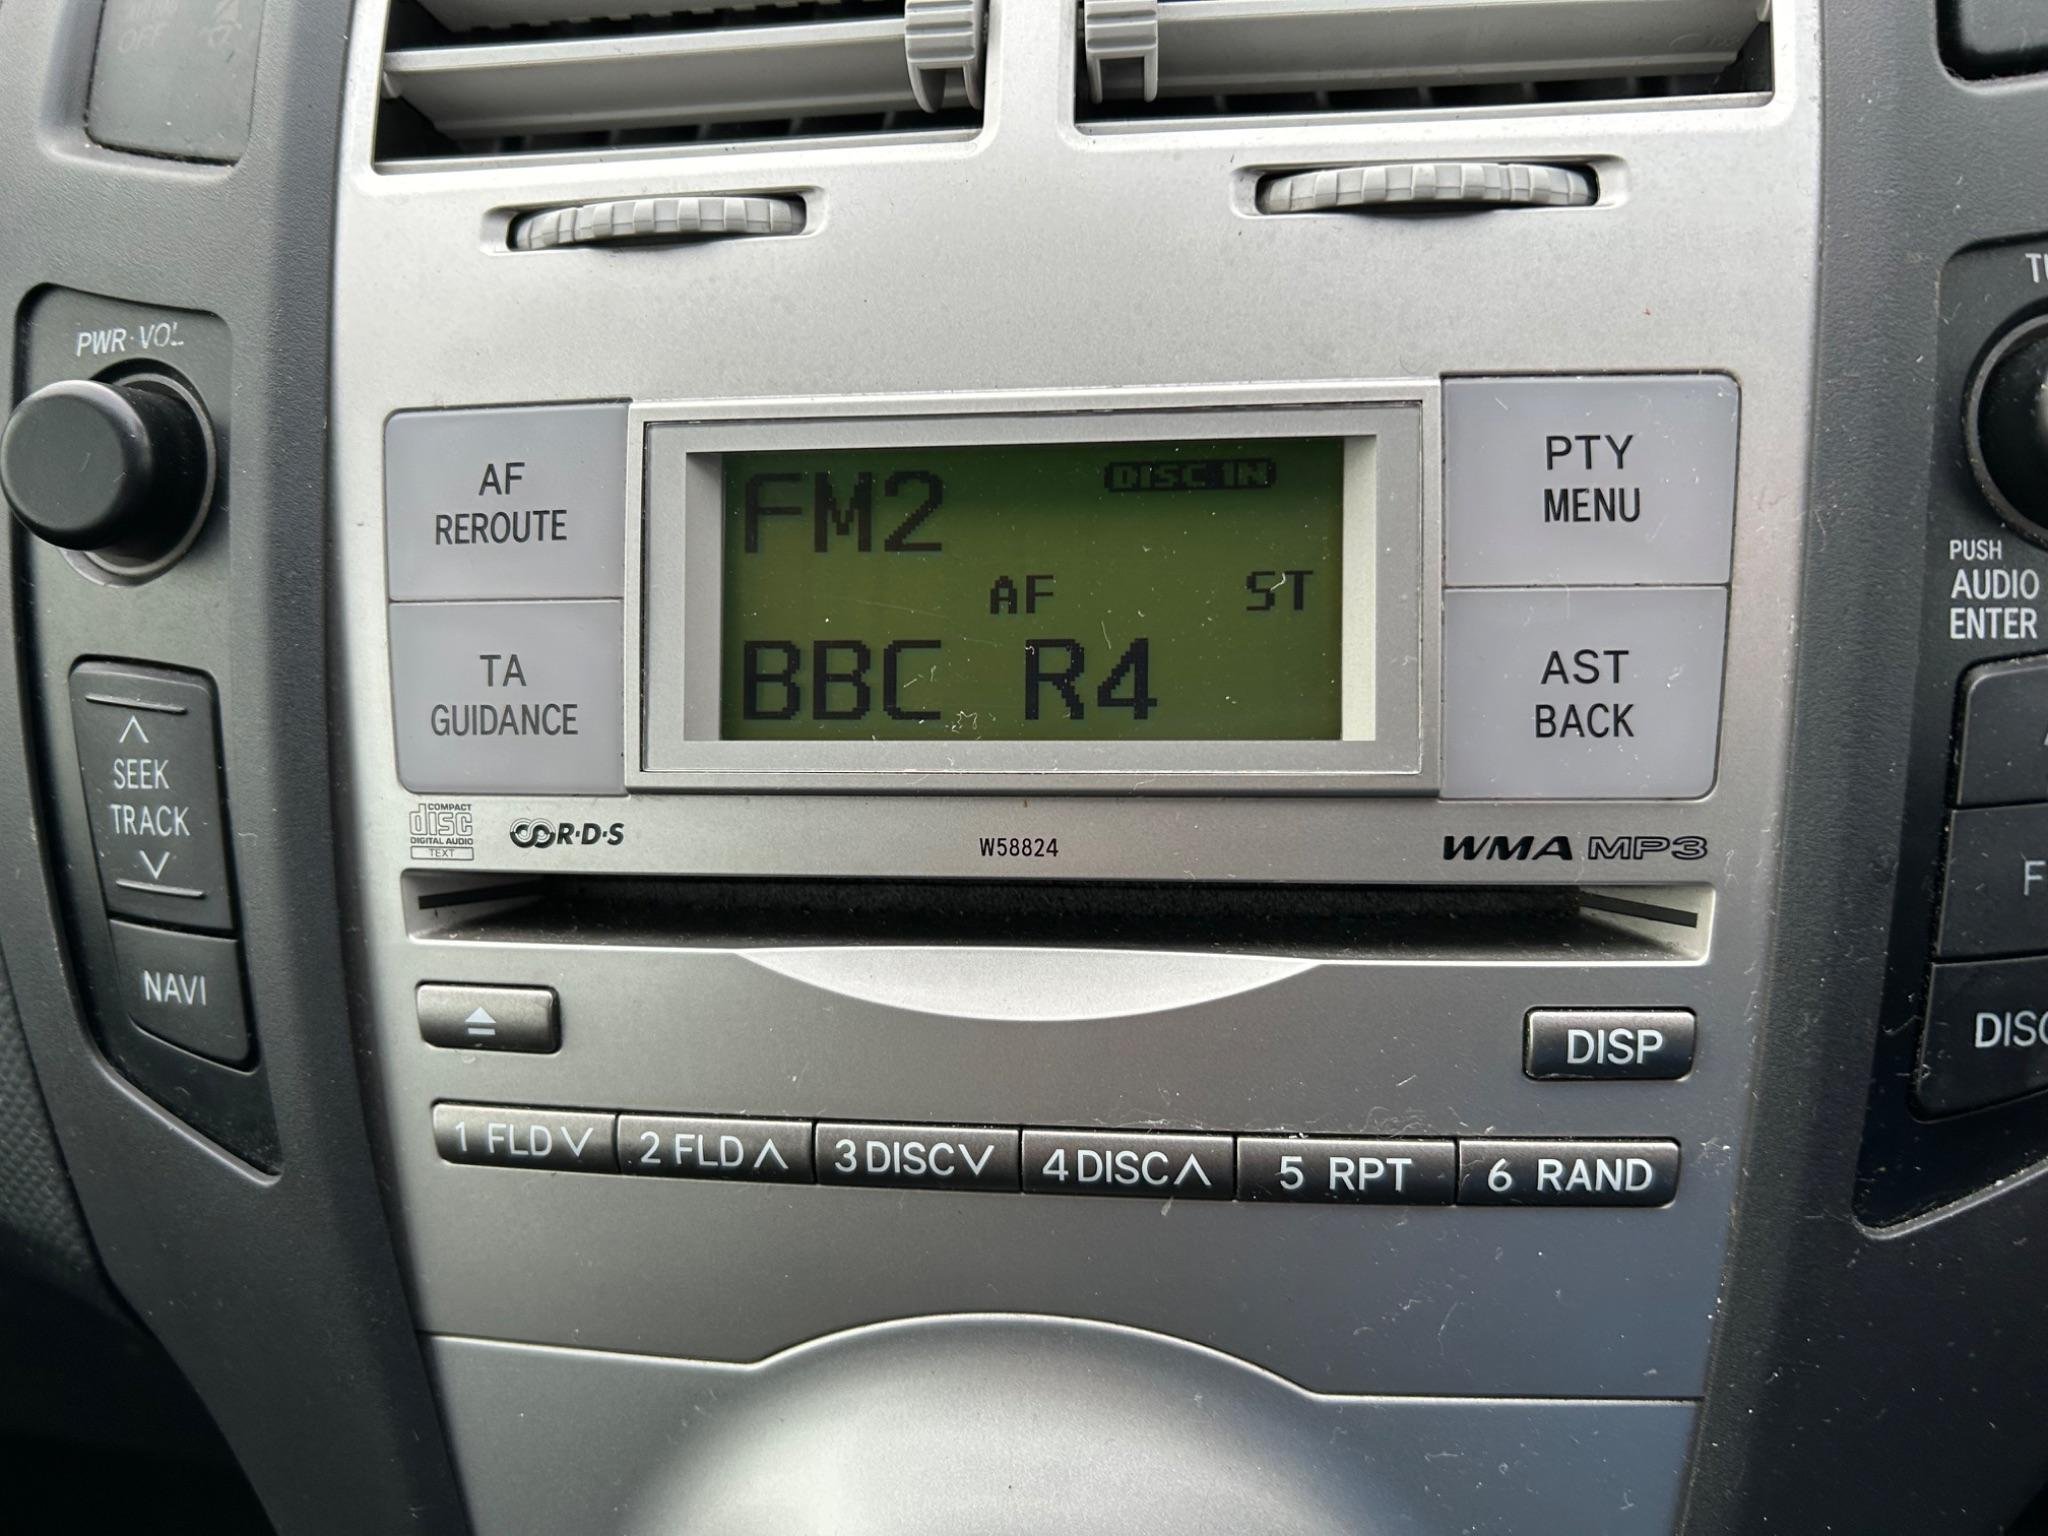 OFF
PWR·VOL
AF
REROUTE
TA
GUIDANCE
FM2
DISC IN
AF
ST
BBC R4
PTY
MENU
AST
BACK
PUSH
AUDIO
ENTER
∧
SEEK
TRACK
∨
NAVI
COMPACT
disc
DIGITAL AUDIO
TEXT
R·D·S
W58824
WMA MP3
DISP
DISC
1 FLD ∨
2 FLD ∧
3 DISC ∨
4 DISC ∧
5 RPT
6 RAND